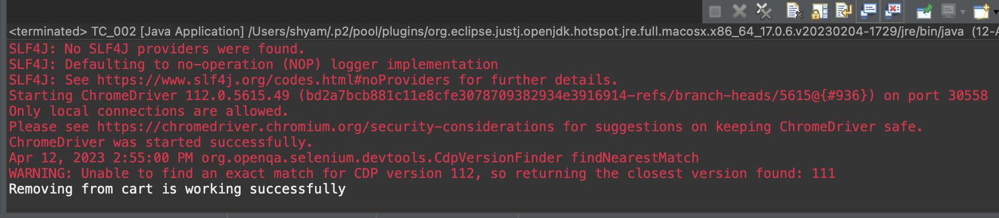 <terminated> TC_002 [Java Application] /Users/shyam/.p2/pool/plugins/org.eclipse.justj.openjdk.hotspot.jre.full.macosx.x86_64_17.0.6.v20230204-1729/jre/bin/java (12-A
SLF4J: No SLF4J providers were found.
SLF4J: Defaulting to no-operation (NOP) logger implementation
SLF4J: See https://www.slf4j.org/codes.html#noProviders for further details.
Starting ChromeDriver 112.0.5615.49 (bd2a7bcb881c11e8cfe3078709382934e3916914-refs/branch-heads/5615@{#936}) on port 30558
Only local connections are allowed.
Please see https://chromedriver.chromium.org/security-considerations for suggestions on keeping ChromeDriver safe.
ChromeDriver was started successfully.
Apr 12, 2023 2:55:00 PM org.openqa.selenium.devtools.CdpVersionFinder findNearestMatch
WARNING: Unable to find an exact match for CDP version 112, so returning the closest version found: 111
Removing from cart is working successfully